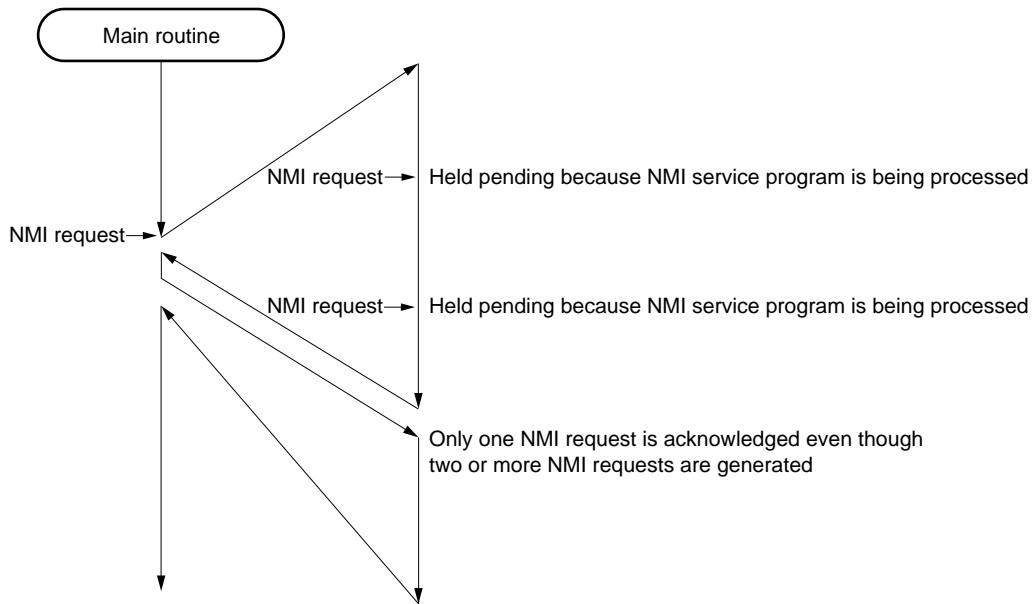 Main routine
NMI request
Held pending because NMI service program is being processed
NMI request
NMI request
Held pending because NMI service program is being processed
Only one NMI request is acknowledged even though
two or more NMI requests are generated